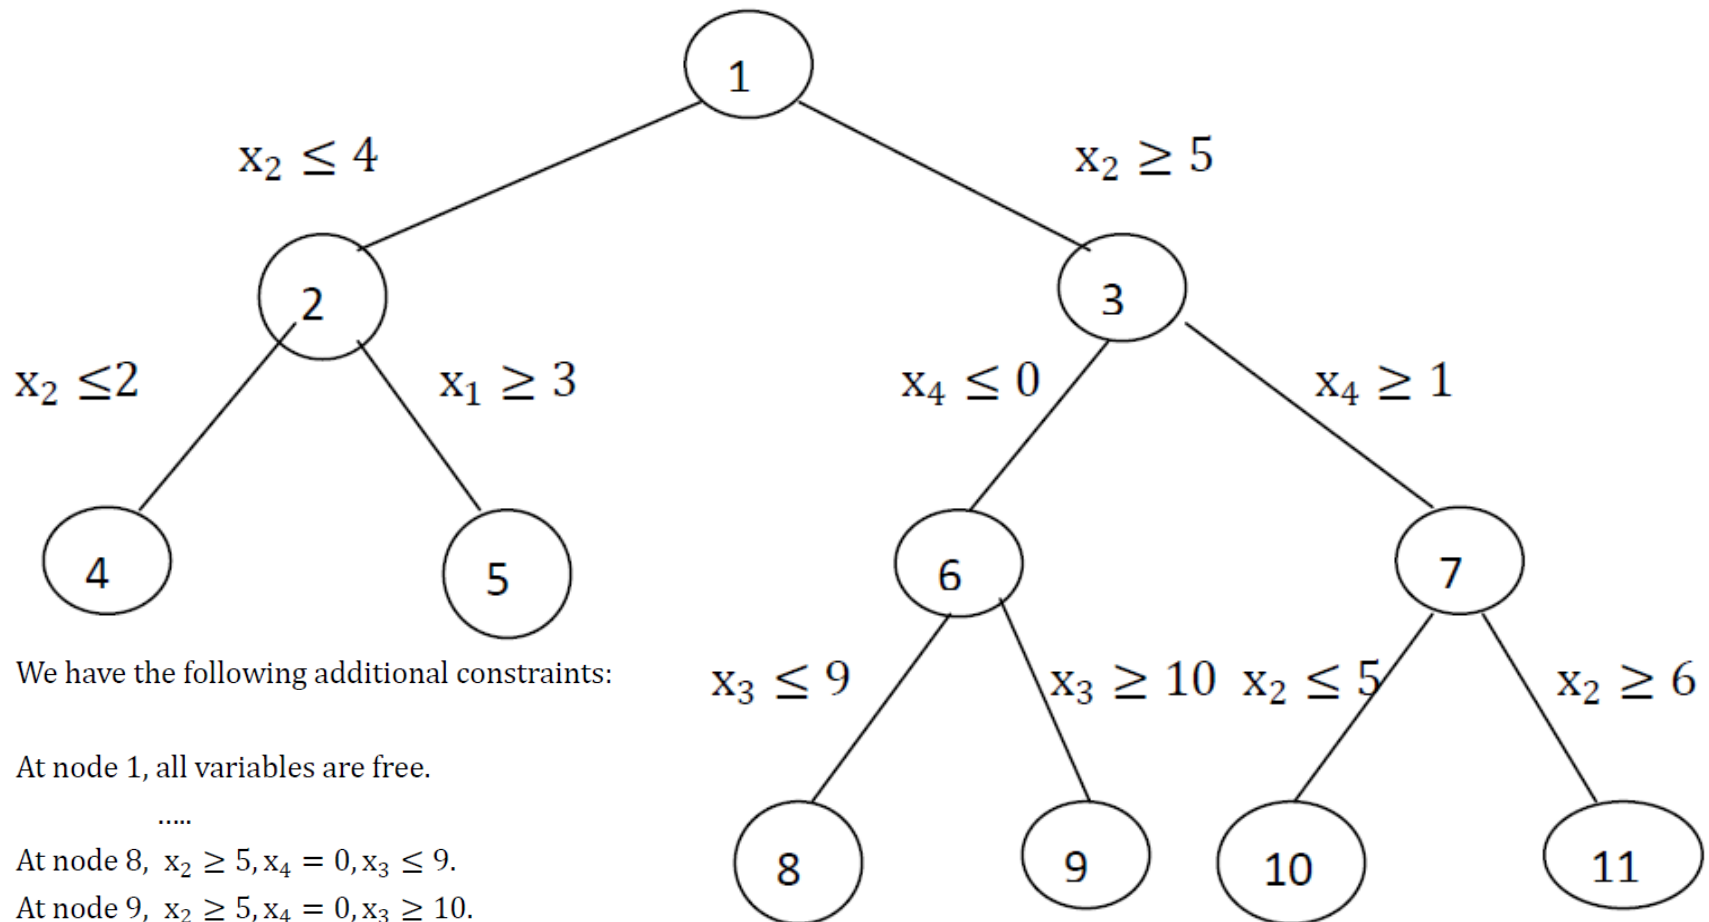 1
x₂ ≤ 4
x₂ ≥ 5
2
3
x₂ ≤2
x₁ ≥ 3
x₄ ≤ 0
x₄ ≥ 1
4
5
6
7
We have the following additional constraints:
x₃ ≤ 9
x₃ ≥ 10
x₂ ≤ 5
x₂ ≥ 6
At node 1, all variables are free.
.....
At node 8, x₂ ≥ 5, x₄ = 0, x₃ ≤ 9.
At node 9, x₂ ≥ 5, x₄ = 0, x₃ ≥ 10.
8
9
10
11